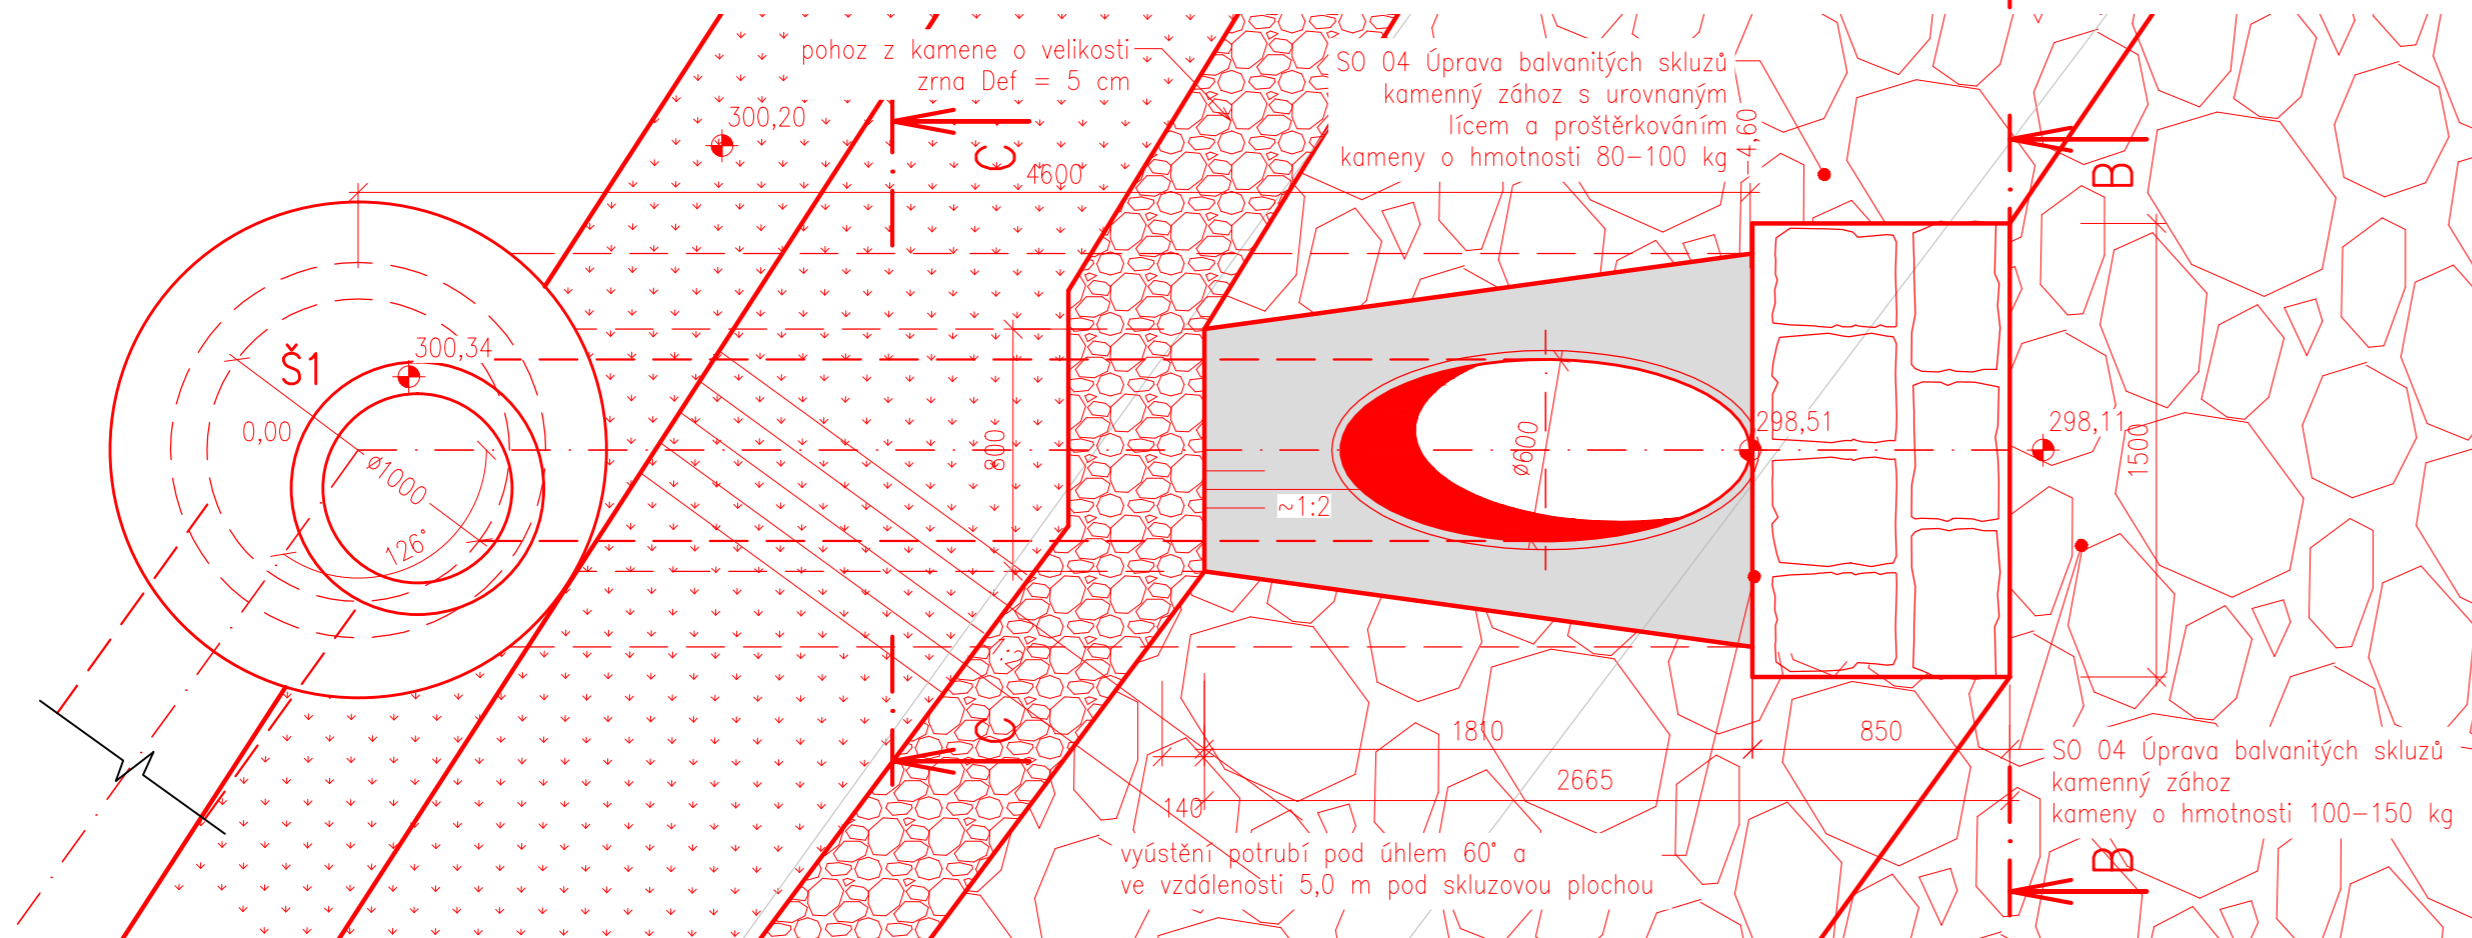 pohoz z kamene o velikosti
zrna Def = 5 cm
SO 04 Úprava balvanitých skluzů
kamenný zához s urovnaným
lícem a proštěrkováním
kameny o hmotnosti 80–100 kg
-4,60
300,20
C
B
4600
Š1
300,34
0,00
ø1000
126°
800
~1:2
ø600
298,51
298,11
1500
C
1810
850
2665
140
SO 04 Úprava balvanitých skluzů
kamenný zához
kameny o hmotnosti 100–150 kg
vyústění potrubí pod úhlem 60° a
ve vzdálenosti 5,0 m pod skluzovou plochou
B